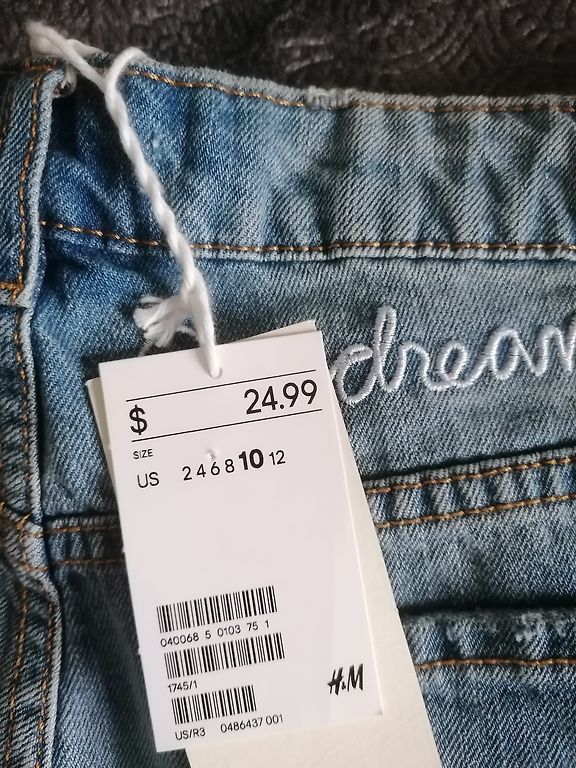 dream
$ 24.99
SIZE
US 2 4 6 8 10 12
040068 5 0103 75 1
1745/1
H&M
US/R3 0486437 001